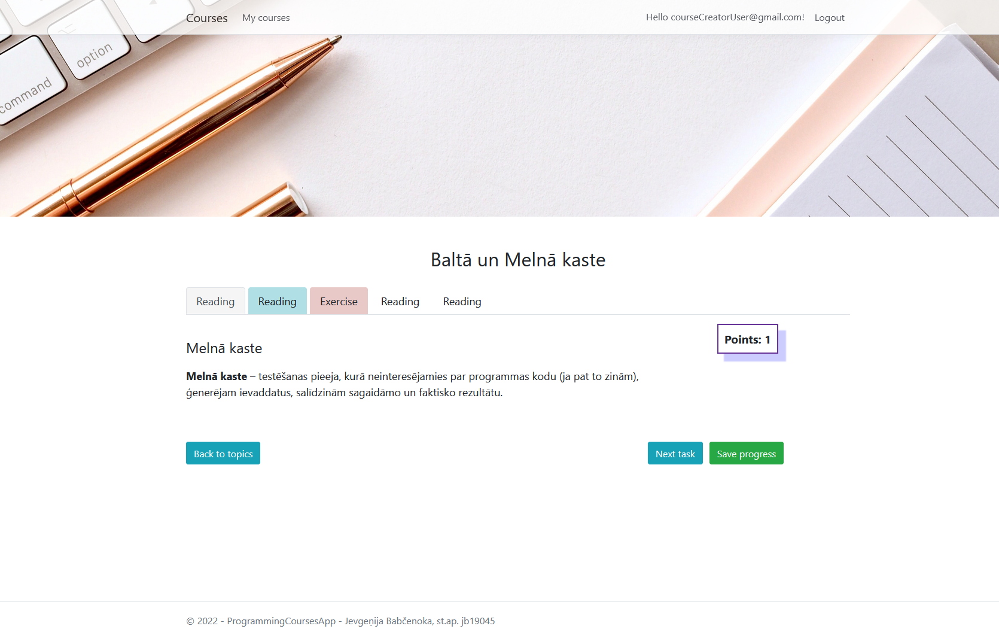 Courses
My courses
Hello courseCreatorUser@gmail.com!
Logout
option
command
Baltā un Melnā kaste
Reading
Reading
Exercise
Reading
Reading
Points: 1
Melnā kaste
Melnā kaste – testēšanas pieeja, kurā neinteresējamies par programmas kodu (ja pat to zinām),
ģenerējam ievaddatus, salīdzinām sagaidāmo un faktisko rezultātu.
Back to topics
Next task
Save progress
© 2022 - ProgrammingCoursesApp - Jevgeņija Babčenoka, st.ap. jb19045